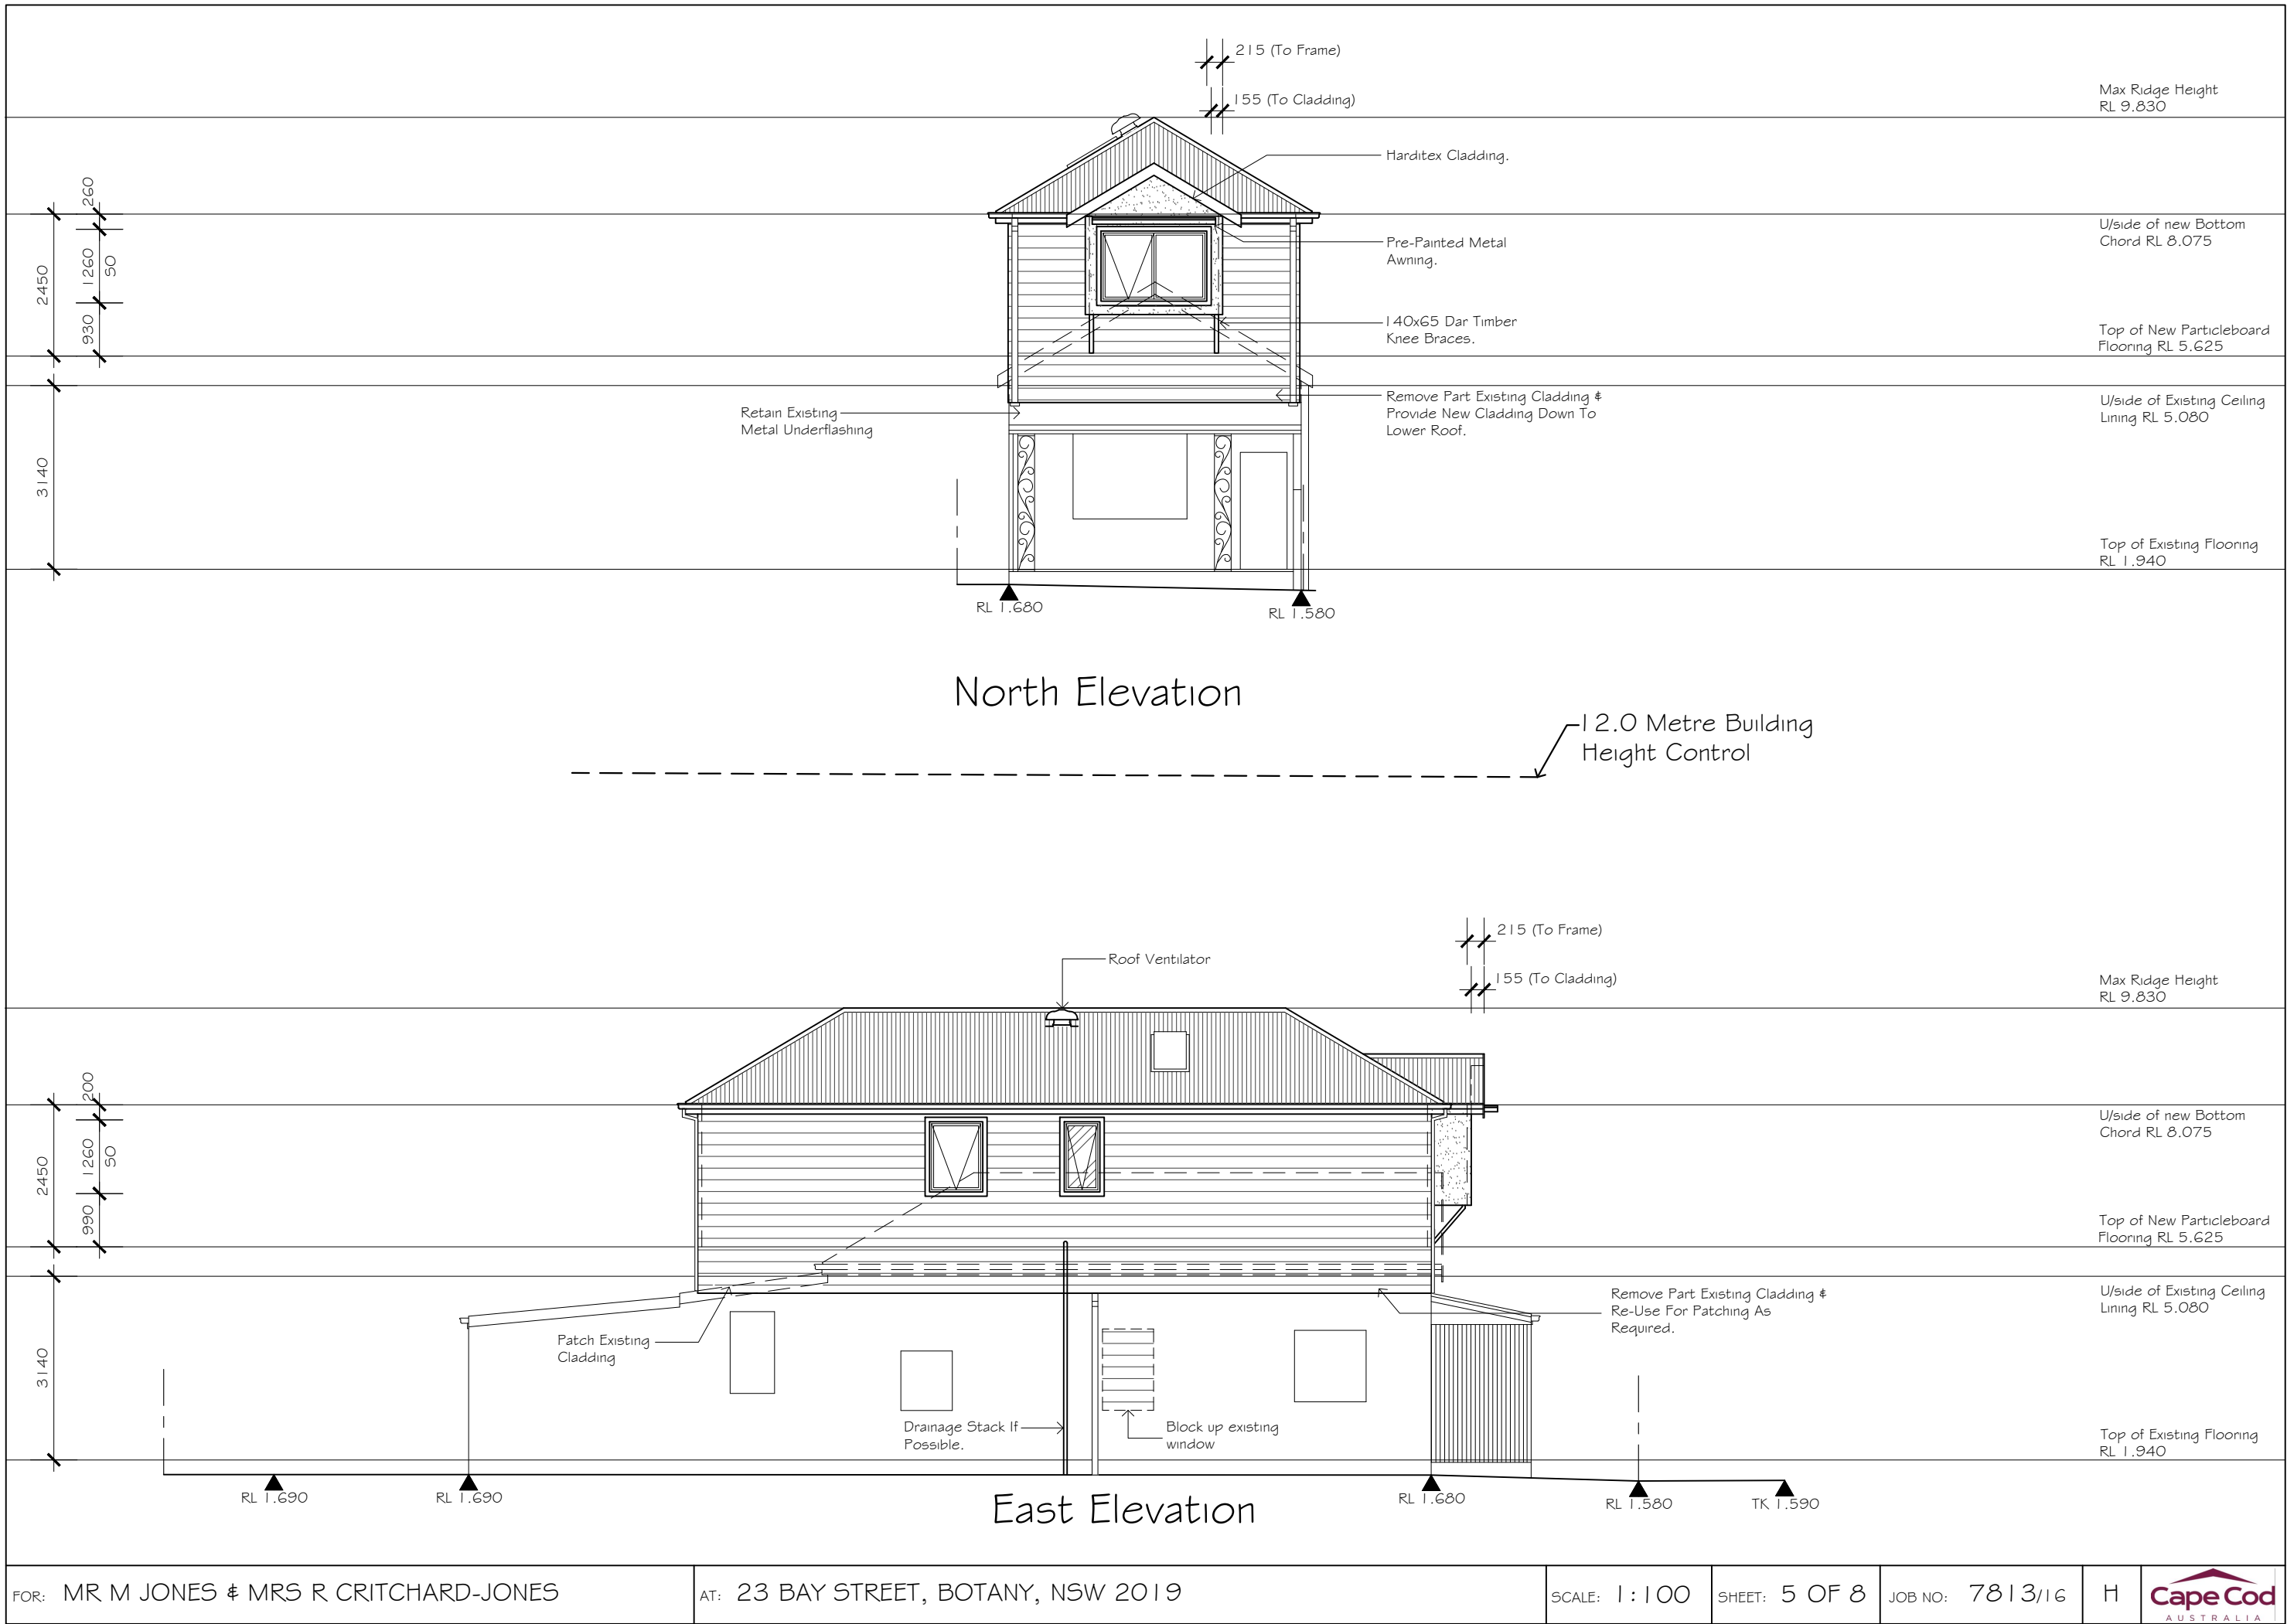 215 (To Frame)
155 (To Cladding)
Max Ridge Height
RL 9.830
Harditex Cladding.
260
U/side of new Bottom
Chord RL 8.075
Pre-Painted Metal
Awning.
2450
1260
50
930
140x65 Dar Timber
Knee Braces.
Top of New Particleboard
Flooring RL 5.625
Retain Existing
Metal Underflashing
Remove Part Existing Cladding &
Provide New Cladding Down To
Lower Roof.
U/side of Existing Ceiling
Lining RL 5.080
3140
Top of Existing Flooring
RL 1.940
RL 1.680
RL 1.580
North Elevation
12.0 Metre Building
Height Control
215 (To Frame)
Roof Ventilator
155 (To Cladding)
Max Ridge Height
RL 9.830
200
U/side of new Bottom
Chord RL 8.075
2450
1260
50
990
Top of New Particleboard
Flooring RL 5.625
Remove Part Existing Cladding &
Re-Use For Patching As
Required.
U/side of Existing Ceiling
Lining RL 5.080
Patch Existing
Cladding
3140
Drainage Stack If
Possible.
Block up existing
window
Top of Existing Flooring
RL 1.940
RL 1.690
RL 1.690
RL 1.680
RL 1.580
TK 1.590
East Elevation
FOR: MR M JONES & MRS R CRITCHARD-JONES
AT: 23 BAY STREET, BOTANY, NSW 2019
SCALE: 1:100
SHEET: 5 OF 8
JOB NO: 7813/16
H
Cape Cod
AUSTRALIA